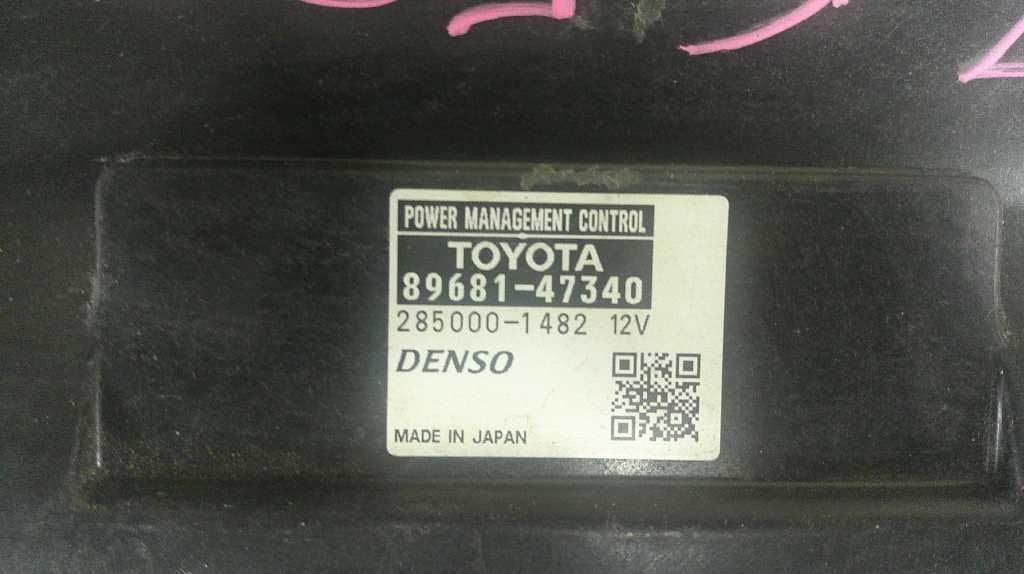 POWER MANAGEMENT CONTROL
TOYOTA
89681-47340
285000-1482 12V
DENSO
MADE IN JAPAN